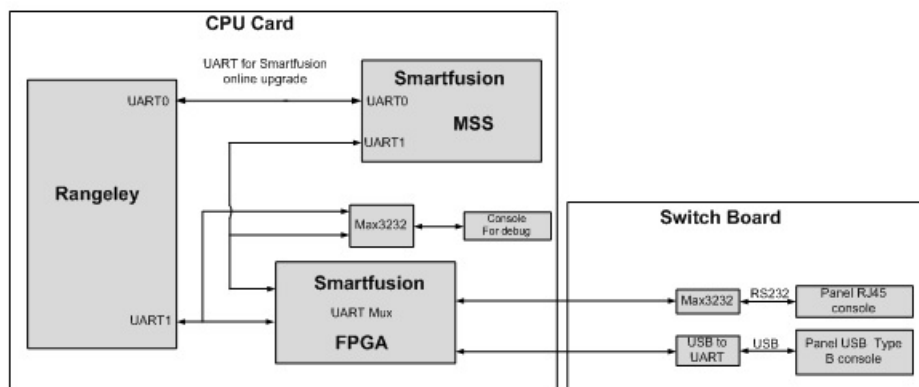 CPU Card
UART for Smartfusion
online upgrade
Smartfusion
UART0
UART0
MSS
UART1
Rangeley
Max3232
Console
For debug
Switch Board
Smartfusion
UART Mux
FPGA
UART1
Max3232
RS232
Panel RJ45
console
USB to
UART
USB
Panel USB Type
B console